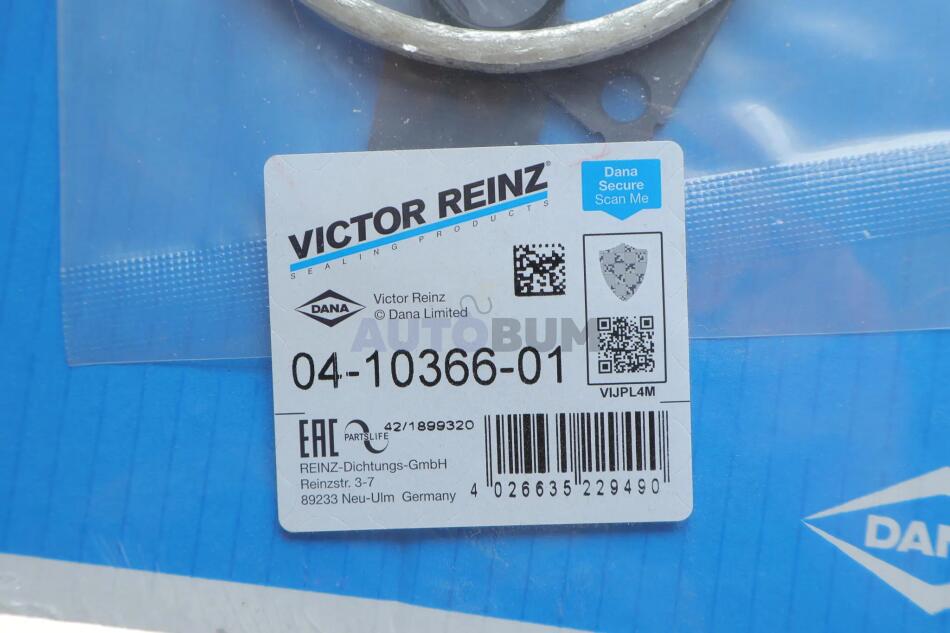 VICTOR REINZ®
SEALING PRODUCTS
Dana
Secure
Scan Me
DANA
Victor Reinz
© Dana Limited
AUTOBUM
04-10366-01
VIJPL4M
EAC
PARTSLIFE
42/1899320
REINZ-Dichtungs-GmbH
Reinzstr. 3-7
89233 Neu-Ulm Germany
4 026635 229490
DAN